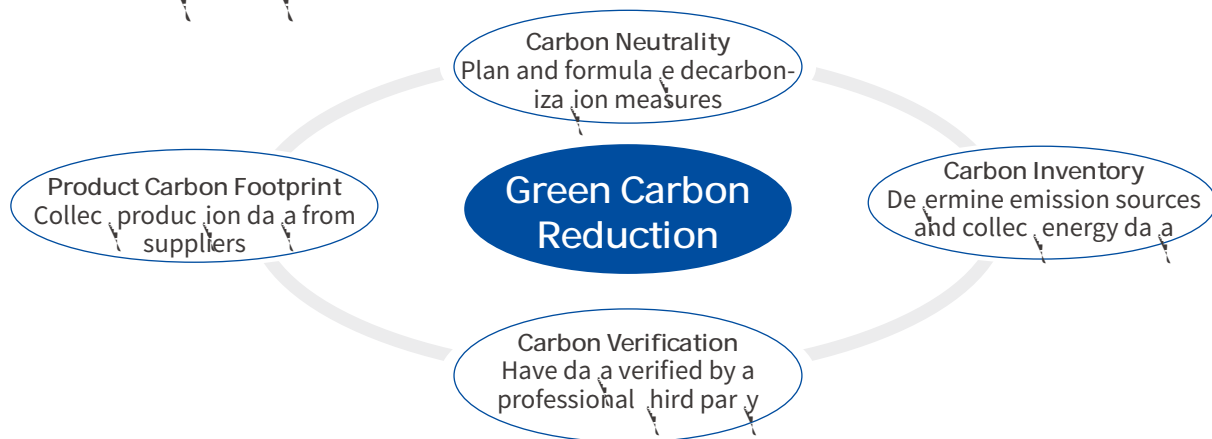 Carbon Neutrality
Plan and formulate decarbon-
ization measures
Product Carbon Footprint
Collect production data from
suppliers
Green Carbon
Reduction
Carbon Inventory
Determine emission sources
and collect energy data
Carbon Verification
Have data verified by a
professional third party